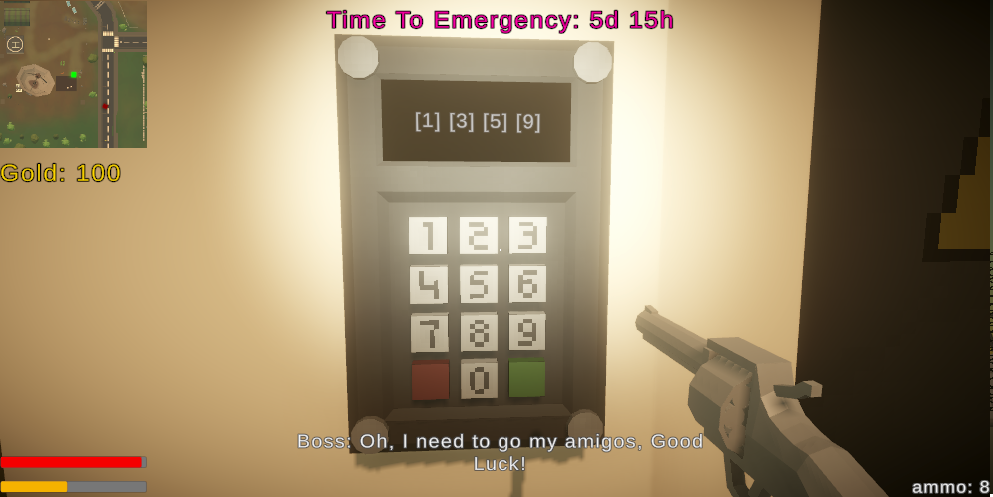 Time To Emergency: 5d 15h
H
Gold: 100
[1] [3] [5] [9]
1 2 3
4 5 6
7 8 9
0
Boss: Oh, I need to go my amigos, Good
Luck!
ammo: 8